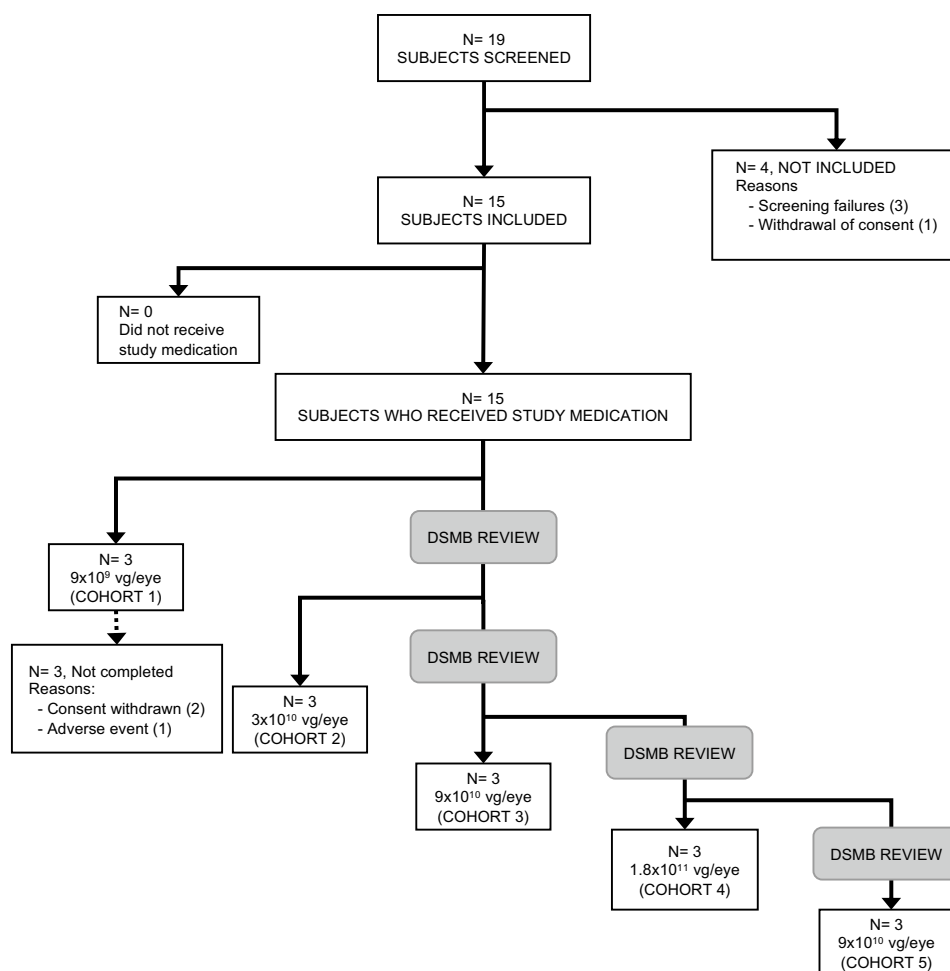 N= 19
SUBJECTS SCREENED
N= 4, NOT INCLUDED
Reasons
- Screening failures (3)
- Withdrawal of consent (1)
N= 15
SUBJECTS INCLUDED
N= 0
Did not receive
study medication
N= 15
SUBJECTS WHO RECEIVED STUDY MEDICATION
DSMB REVIEW
N= 3
9x10⁹ vg/eye
(COHORT 1)
DSMB REVIEW
N= 3, Not completed
Reasons:
- Consent withdrawn (2)
- Adverse event (1)
N= 3
3x10¹⁰ vg/eye
(COHORT 2)
DSMB REVIEW
N= 3
9x10¹⁰ vg/eye
(COHORT 3)
DSMB REVIEW
N= 3
1.8x10¹¹ vg/eye
(COHORT 4)
N= 3
9x10¹⁰ vg/eye
(COHORT 5)